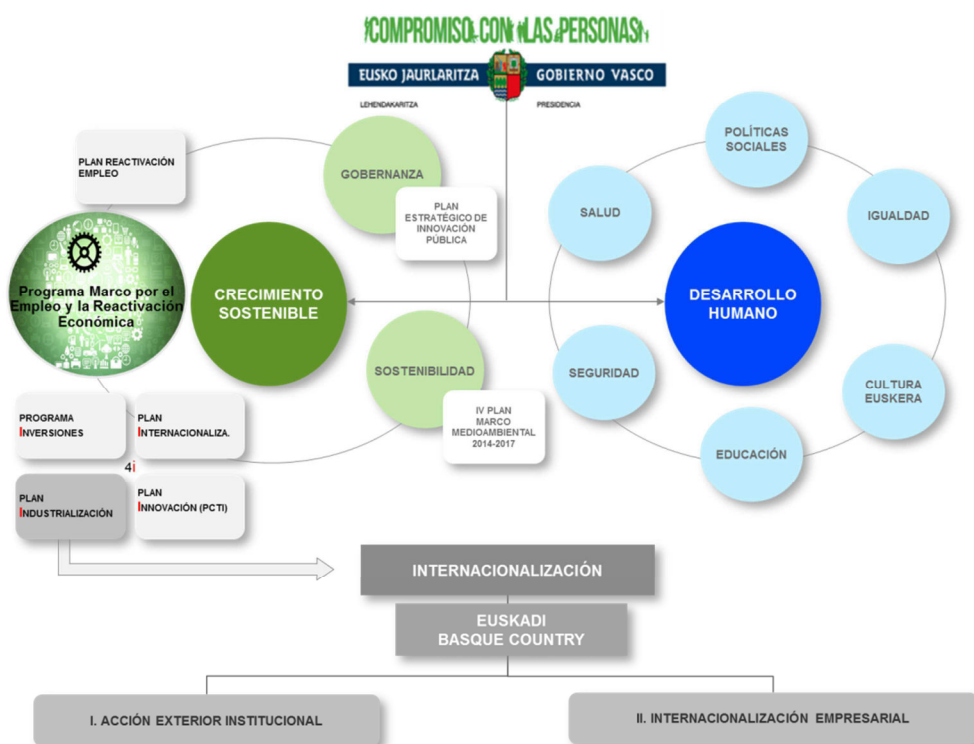 COMPROMISO CON LAS PERSONAS
EUSKO JAURLARITZA
GOBIERNO VASCO
LEHENDAKARITZA
PRESIDENCIA
PLAN REACTIVACIÓN
EMPLEO
GOBERNANZA
PLAN
ESTRATÉGICO DE
INNOVACIÓN
PÚBLICA
Programa Marco por el
Empleo y la Reactivación
Económica
CRECIMIENTO
SOSTENIBLE
SOSTENIBILIDAD
IV PLAN
MARCO
MEDIOAMBIENTAL
2014-2017
PROGRAMA
INVERSIONES
PLAN
INTERNACIONALIZA.
4i
PLAN
INDUSTRIALIZACIÓN
PLAN
INNOVACIÓN (PCTI)
POLÍTICAS
SOCIALES
SALUD
IGUALDAD
DESARROLLO
HUMANO
SEGURIDAD
CULTURA
EUSKERA
EDUCACIÓN
INTERNACIONALIZACIÓN
EUSKADI
BASQUE COUNTRY
I. ACCIÓN EXTERIOR INSTITUCIONAL
II. INTERNACIONALIZACIÓN EMPRESARIAL